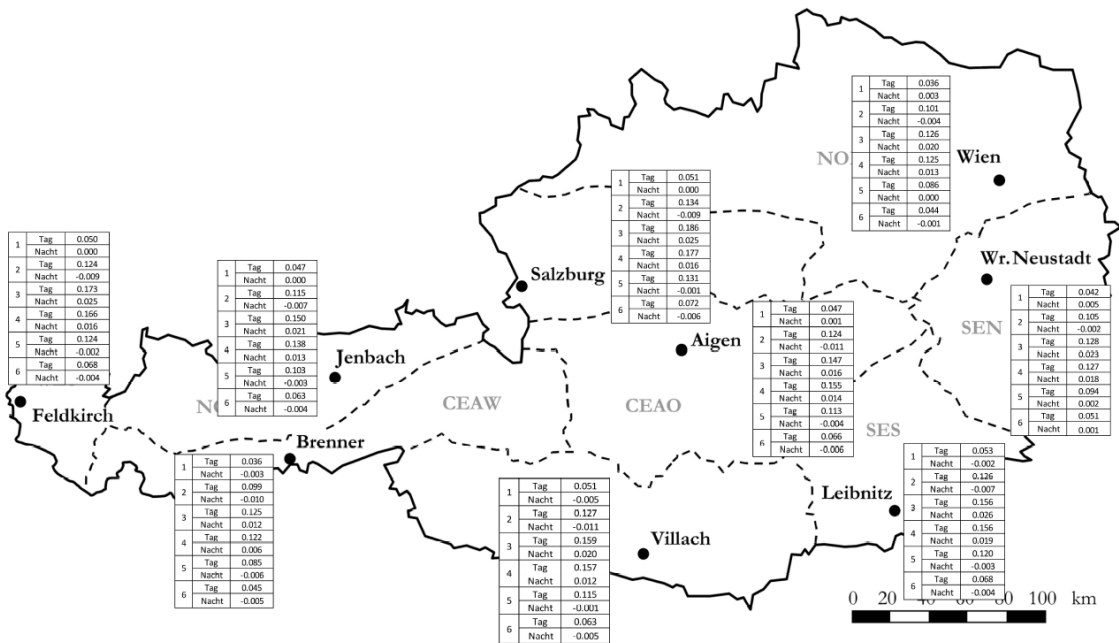 1 Tag 0.036
Nacht 0.003
2 Tag 0.101
Nacht -0.004
3 Tag 0.126
Nacht 0.020
4 Tag 0.125
Nacht 0.013
5 Tag 0.086
Nacht 0.000
6 Tag 0.044
Nacht -0.001
Wien
1 Tag 0.051
Nacht 0.000
2 Tag 0.134
Nacht -0.009
3 Tag 0.186
Nacht 0.025
4 Tag 0.177
Nacht 0.016
5 Tag 0.131
Nacht -0.001
6 Tag 0.072
Nacht -0.006
Salzburg
1 Tag 0.050
Nacht 0.000
2 Tag 0.124
Nacht -0.009
3 Tag 0.173
Nacht 0.025
4 Tag 0.166
Nacht 0.016
5 Tag 0.124
Nacht -0.002
6 Tag 0.068
Nacht -0.004
Feldkirch
1 Tag 0.047
Nacht 0.000
2 Tag 0.115
Nacht -0.007
3 Tag 0.150
Nacht 0.021
4 Tag 0.138
Nacht 0.013
5 Tag 0.103
Nacht -0.003
6 Tag 0.063
Nacht -0.004
Jenbach
Wr. Neustadt
1 Tag 0.042
Nacht 0.005
2 Tag 0.105
Nacht -0.002
3 Tag 0.128
Nacht 0.023
4 Tag 0.127
Nacht 0.018
5 Tag 0.094
Nacht 0.002
6 Tag 0.051
Nacht 0.001
SEN
Aigen
1 Tag 0.047
Nacht 0.001
2 Tag 0.124
Nacht -0.011
3 Tag 0.147
Nacht 0.016
4 Tag 0.155
Nacht 0.014
5 Tag 0.113
Nacht -0.004
6 Tag 0.066
Nacht -0.006
CEAW
CEAO
SES
Brenner
1 Tag 0.036
Nacht -0.003
2 Tag 0.099
Nacht -0.010
3 Tag 0.125
Nacht 0.012
4 Tag 0.122
Nacht 0.006
5 Tag 0.085
Nacht -0.006
6 Tag 0.045
Nacht -0.005
1 Tag 0.051
Nacht -0.005
2 Tag 0.127
Nacht -0.011
3 Tag 0.159
Nacht 0.020
4 Tag 0.157
Nacht 0.012
5 Tag 0.115
Nacht -0.001
6 Tag 0.063
Nacht -0.005
Villach
Leibnitz
1 Tag 0.053
Nacht -0.002
2 Tag 0.126
Nacht -0.007
3 Tag 0.156
Nacht 0.026
4 Tag 0.156
Nacht 0.019
5 Tag 0.120
Nacht -0.003
6 Tag 0.068
Nacht -0.004
0 20 40 60 80 100 km